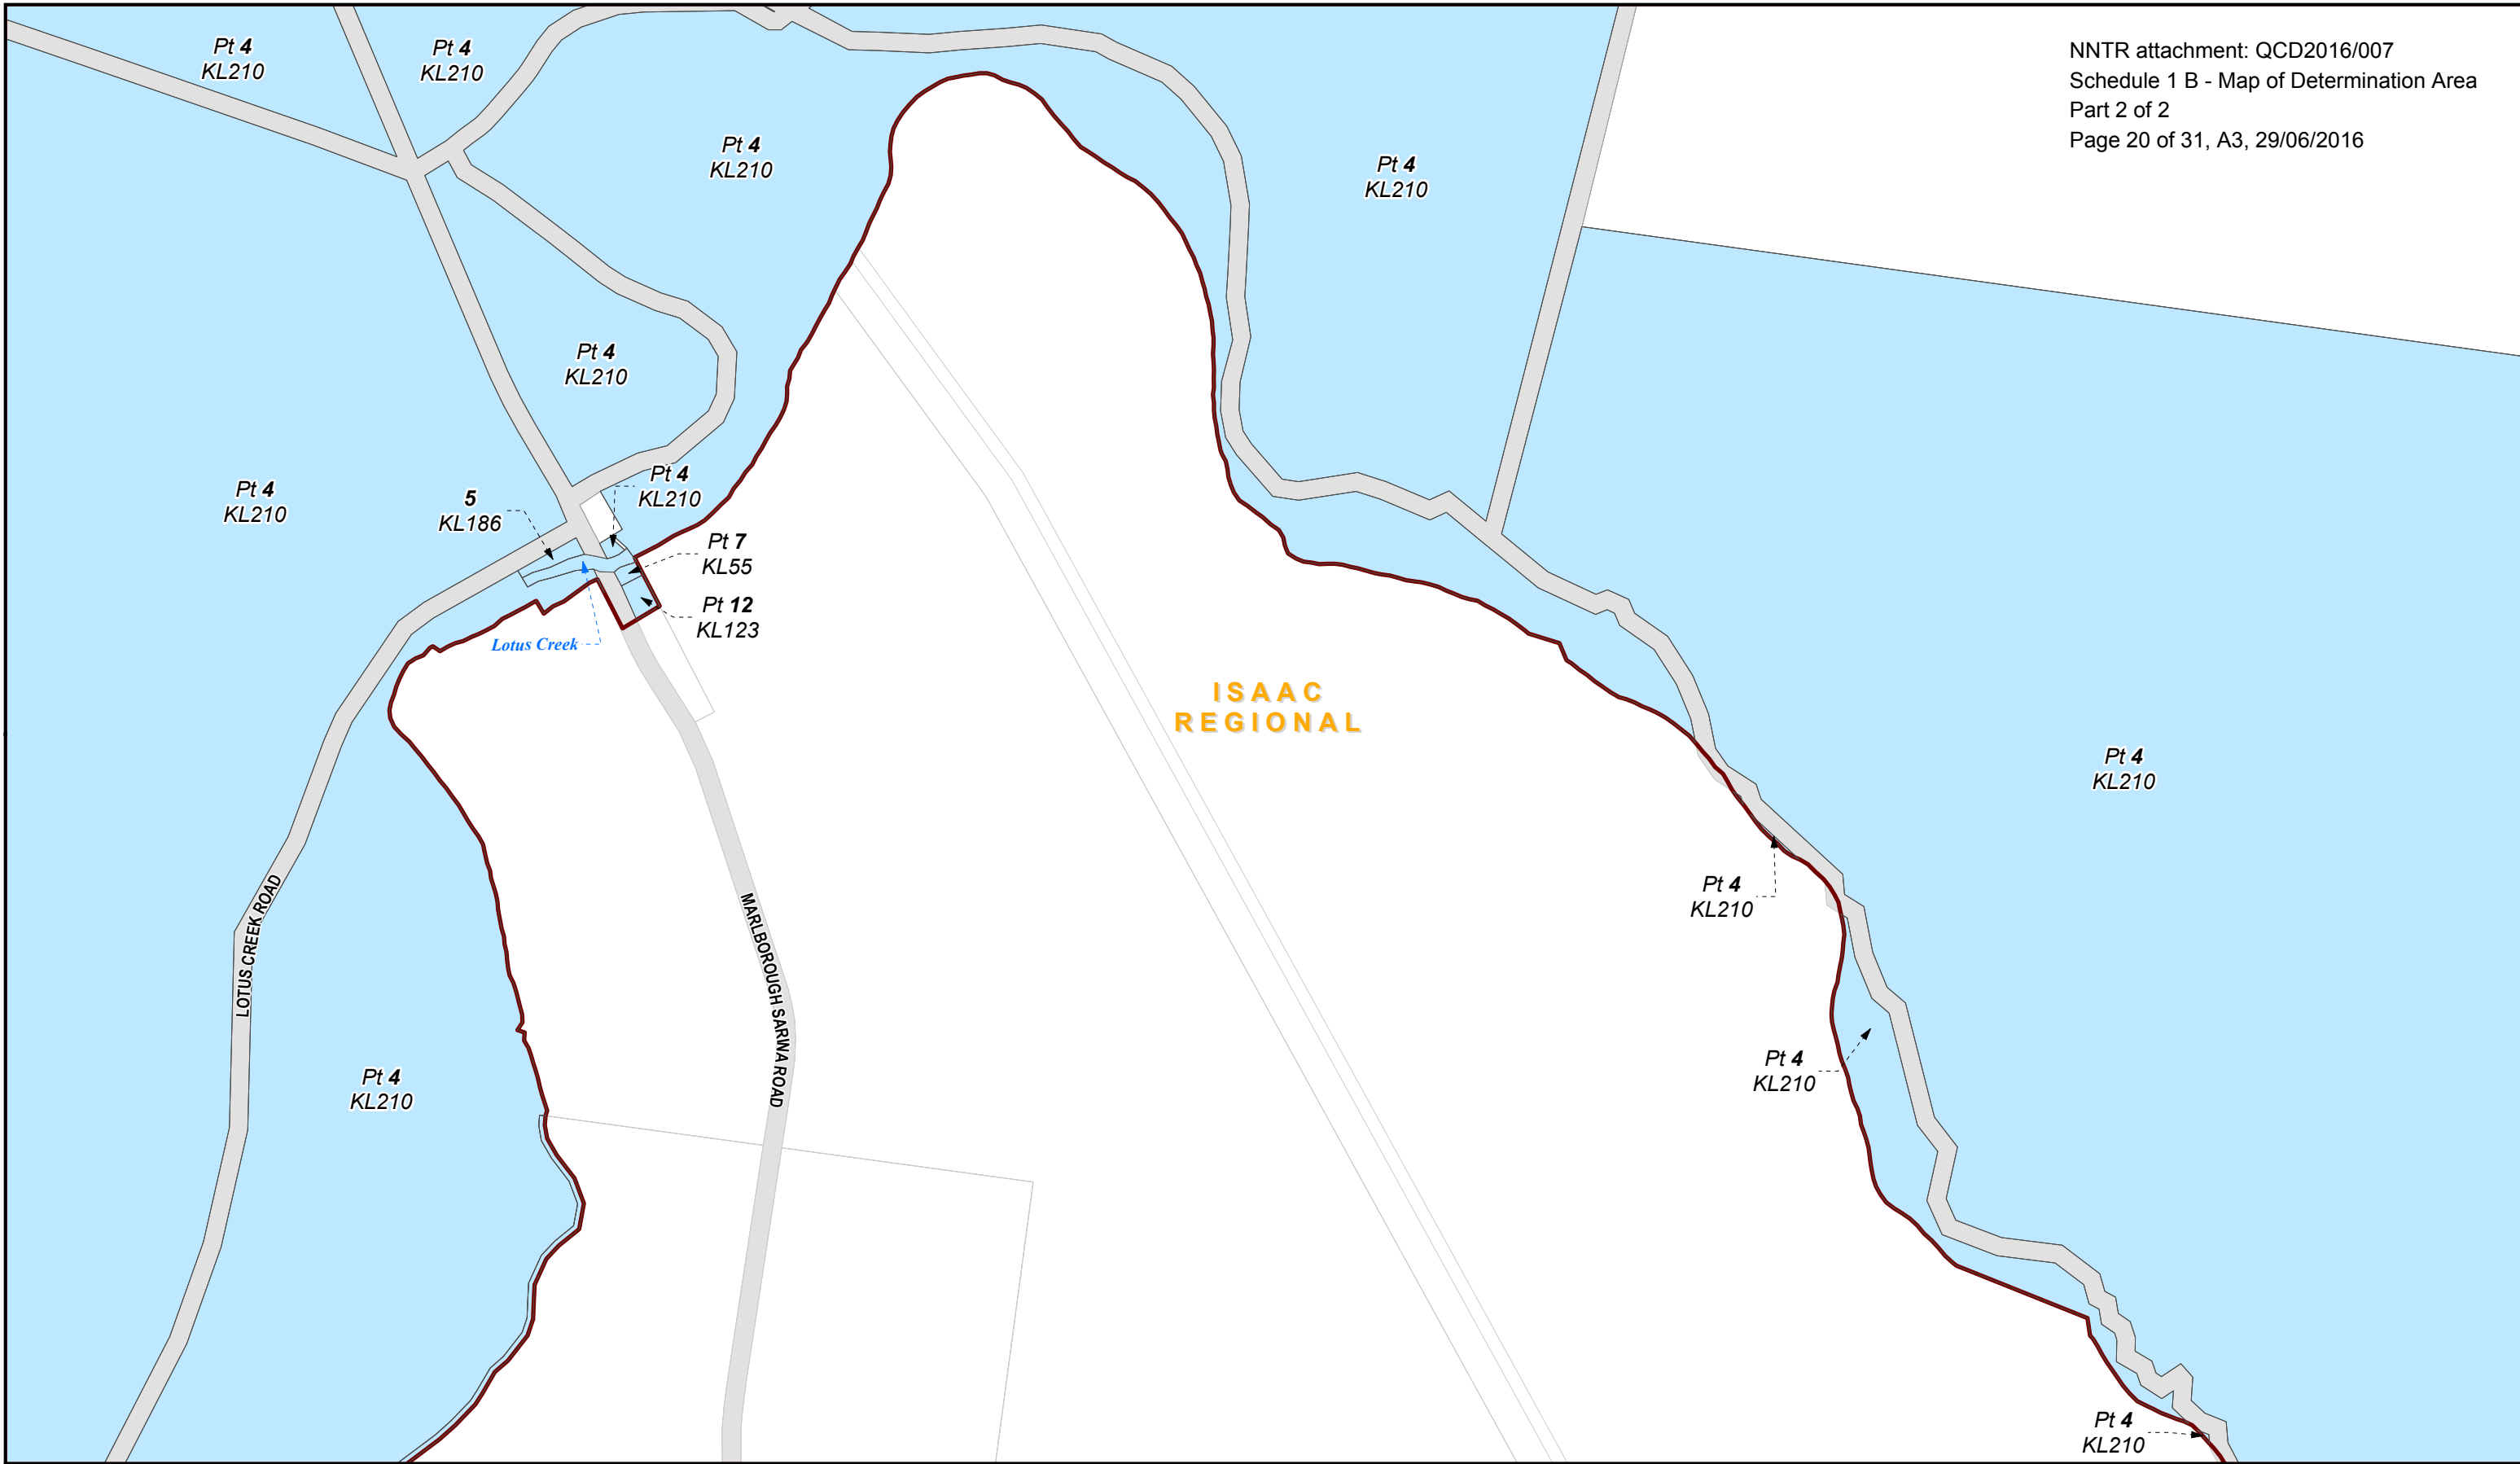 NNTR attachment: QCD2016/007
Schedule 1 B - Map of Determination Area
Part 2 of 2
Page 20 of 31, A3, 29/06/2016
Pt 4
KL210
Pt 4
KL210
Pt 4
KL210
Pt 4
KL210
Pt 4
KL210
Pt 4
KL210
5
KL186
Pt 4
KL210
Pt 7
KL55
Pt 12
KL123
Lotus Creek
ISAAC
REGIONAL
Pt 4
KL210
Pt 4
KL210
LOTUS CREEK ROAD
MARLBOROUGH SARINA ROAD
Pt 4
KL210
Pt 4
KL210
Pt 4
KL210